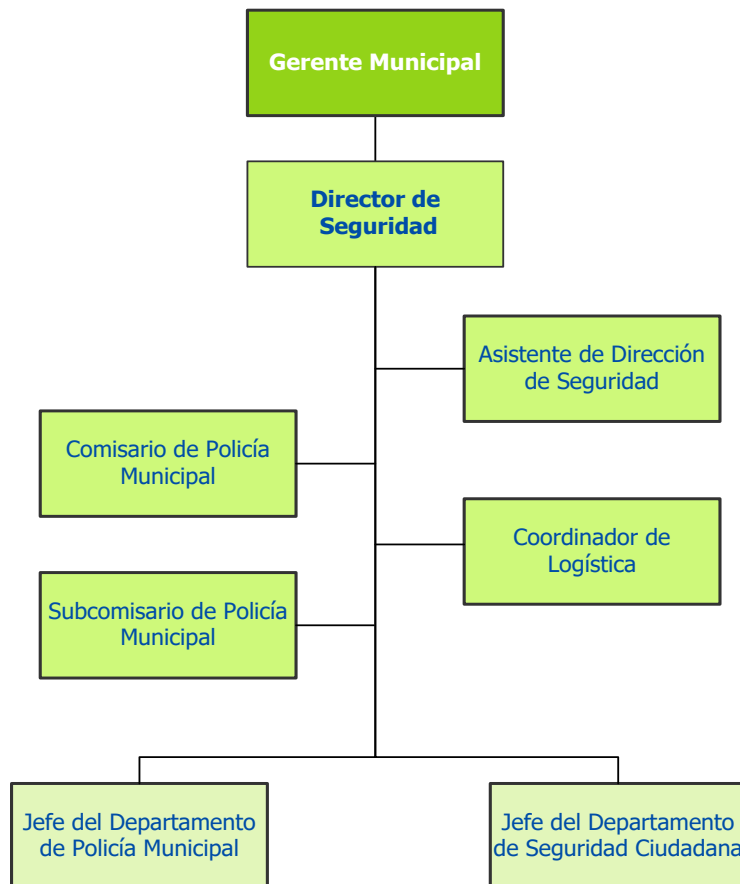 Gerente Municipal
Director de
Seguridad
Asistente de Dirección
de Seguridad
Comisario de Policía
Municipal
Coordinador de
Logística
Subcomisario de Policía
Municipal
Jefe del Departamento
de Policía Municipal
Jefe del Departamento
de Seguridad Ciudadana